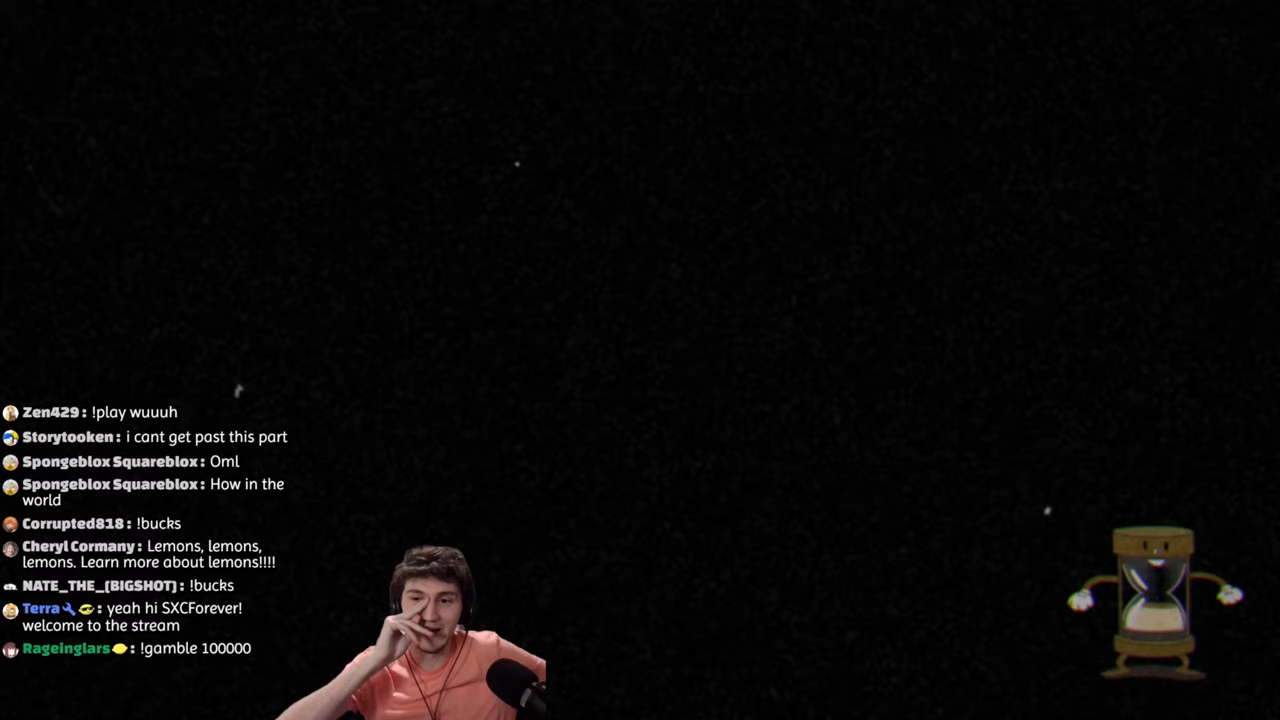 Zen429: !play wuuuh
Storytooken: i cant get past this part
Spongeblox Squareblox: Oml
Spongeblox Squareblox: How in the
world
Corrupted818: !bucks
Cheryl Cormany: Lemons, lemons,
lemons. Learn more about lemons!!!!
NATE_THE_(BIGSHOT): !bucks
Terra: yeah hi SXCForever!
welcome to the stream
Rageinglars: !gamble 100000